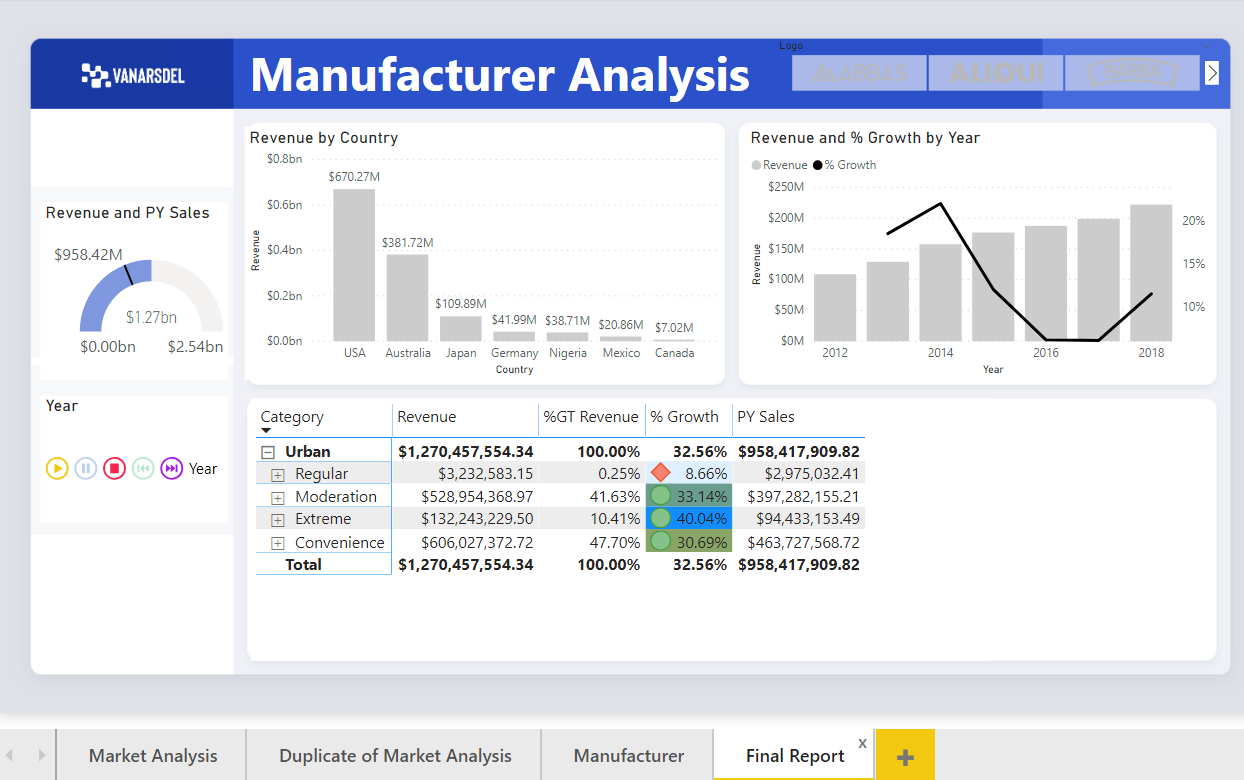 VANARSDEL
Manufacturer Analysis
Logo
ABBAS
ALIQUI
BARBA
Revenue and PY Sales
$958.42M
$1.27bn
$0.00bn $2.54bn
Year
Year
Revenue by Country
$0.8bn
$0.6bn
$0.4bn
$0.2bn
$0.0bn
Revenue
$670.27M
$381.72M
$109.89M
$41.99M
$38.71M
$20.86M
$7.02M
USA Australia Japan Germany Nigeria Mexico Canada
Country
Revenue and % Growth by Year
Revenue % Growth
$250M
$200M
$150M
$100M
$50M
$0M
Revenue
20%
15%
10%
2012 2014 2016 2018
Year
Category Revenue %GT Revenue % Growth PY Sales
Urban $1,270,457,554.34 100.00% 32.56% $958,417,909.82
Regular $3,232,583.15 0.25% 8.66% $2,975,032.41
Moderation $528,954,368.97 41.63% 33.14% $397,282,155.21
Extreme $132,243,229.50 10.41% 40.04% $94,433,153.49
Convenience $606,027,372.72 47.70% 30.69% $463,727,568.72
Total $1,270,457,554.34 100.00% 32.56% $958,417,909.82
Market Analysis Duplicate of Market Analysis Manufacturer Final Report x +